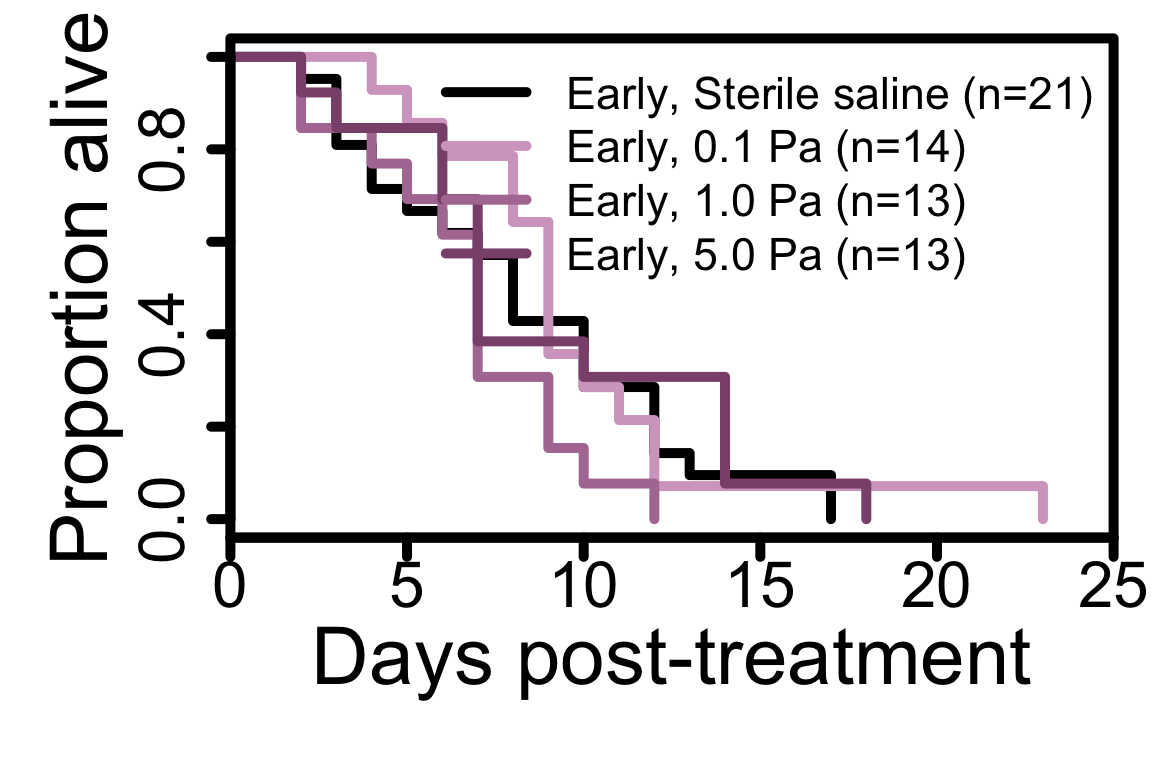 Proportion alive
0.8
0.4
0.0
Early, Sterile saline (n=21)
Early, 0.1 Pa (n=14)
Early, 1.0 Pa (n=13)
Early, 5.0 Pa (n=13)
0 5 10 15 20 25
Days post-treatment